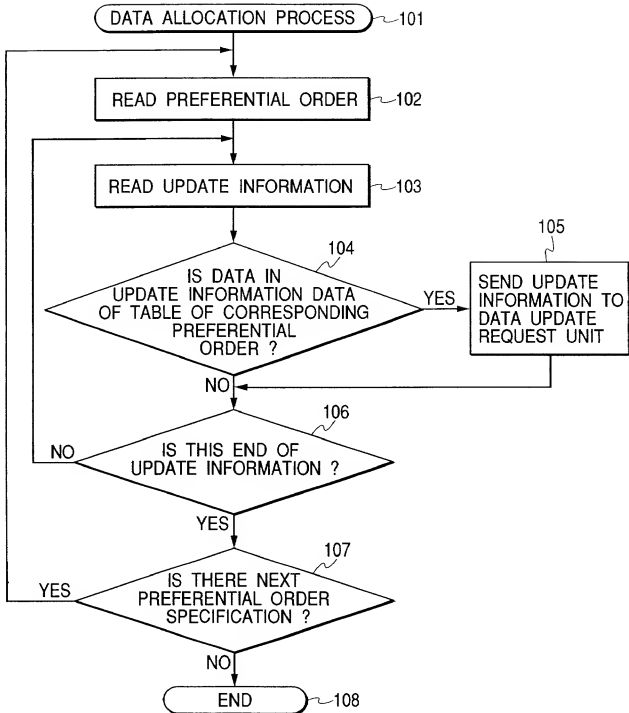 DATA ALLOCATION PROCESS
101
READ PREFERENTIAL ORDER
102
READ UPDATE INFORMATION
103
104
IS DATA IN
UPDATE INFORMATION DATA
OF TABLE OF CORRESPONDING
PREFERENTIAL
ORDER ?
YES
105
SEND UPDATE
INFORMATION TO
DATA UPDATE
REQUEST UNIT
NO
106
IS THIS END OF
UPDATE INFORMATION ?
NO
YES
107
IS THERE NEXT
PREFERENTIAL ORDER
SPECIFICATION ?
YES
NO
END
108